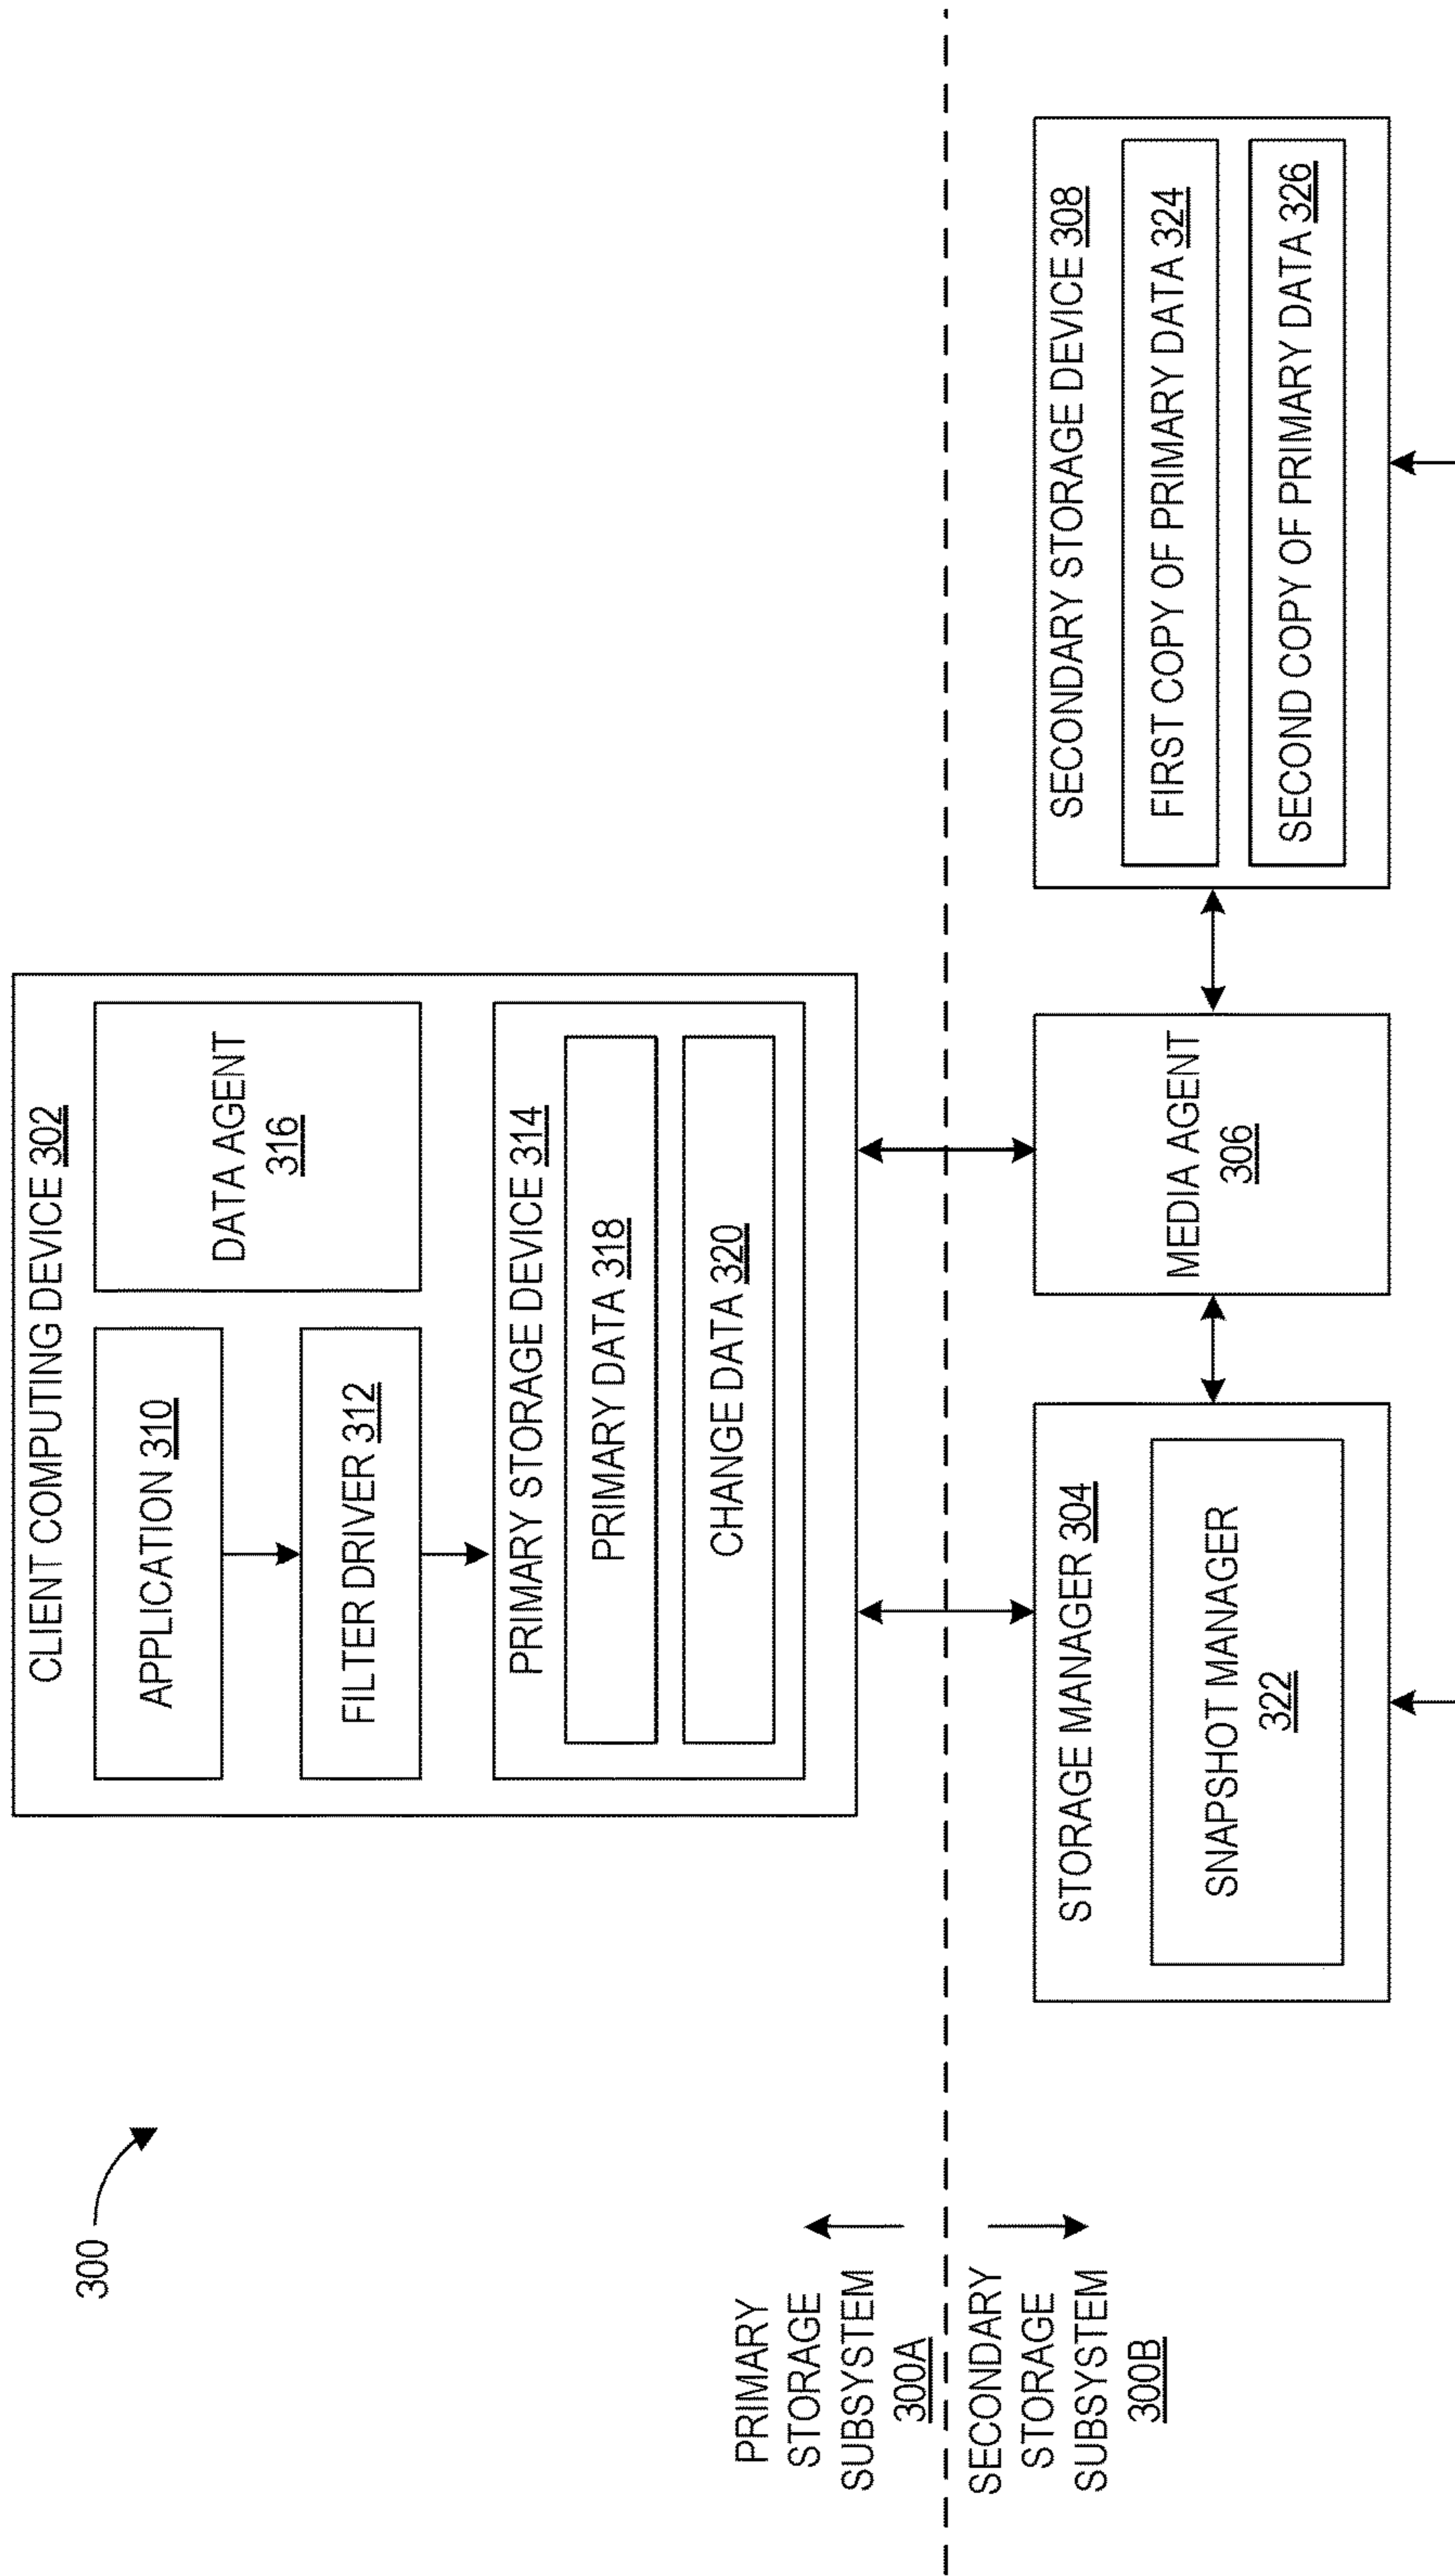 300
CLIENT COMPUTING DEVICE 302
APPLICATION 310
DATA AGENT
316
FILTER DRIVER 312
PRIMARY STORAGE DEVICE 314
PRIMARY DATA 318
CHANGE DATA 320
PRIMARY
STORAGE
SUBSYSTEM
300A
SECONDARY
STORAGE
SUBSYSTEM
300B
STORAGE MANAGER 304
SNAPSHOT MANAGER
322
MEDIA AGENT
306
SECONDARY STORAGE DEVICE 308
FIRST COPY OF PRIMARY DATA 324
SECOND COPY OF PRIMARY DATA 326